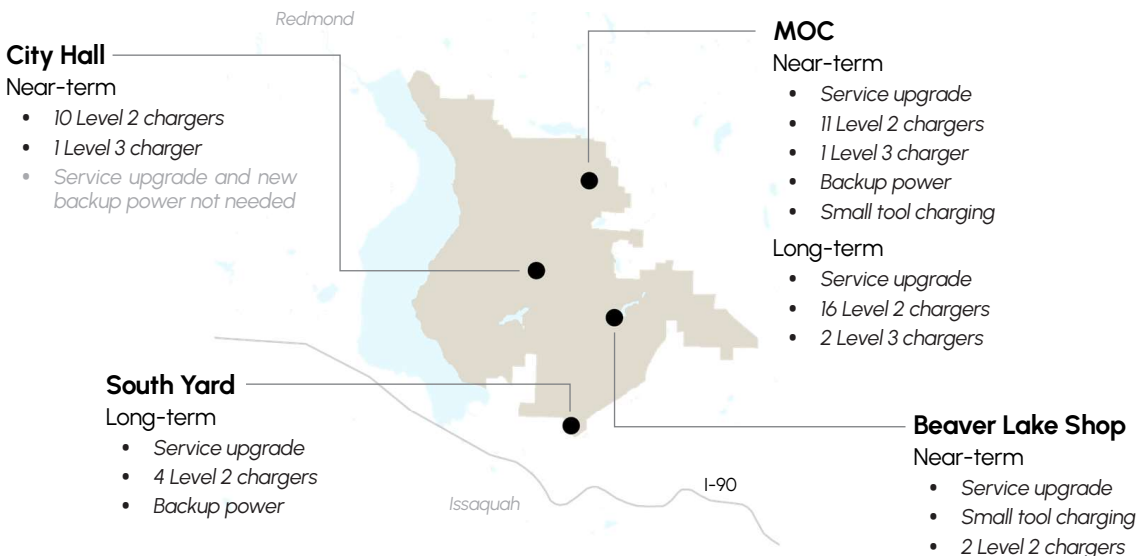 Redmond
City Hall
Near-term
• 10 Level 2 chargers
• 1 Level 3 charger
• Service upgrade and new
backup power not needed
MOC
Near-term
• Service upgrade
• 11 Level 2 chargers
• 1 Level 3 charger
• Backup power
• Small tool charging
Long-term
• Service upgrade
• 16 Level 2 chargers
• 2 Level 3 chargers
South Yard
Long-term
• Service upgrade
• 4 Level 2 chargers
• Backup power
Issaquah
I-90
Beaver Lake Shop
Near-term
• Service upgrade
• Small tool charging
• 2 Level 2 chargers